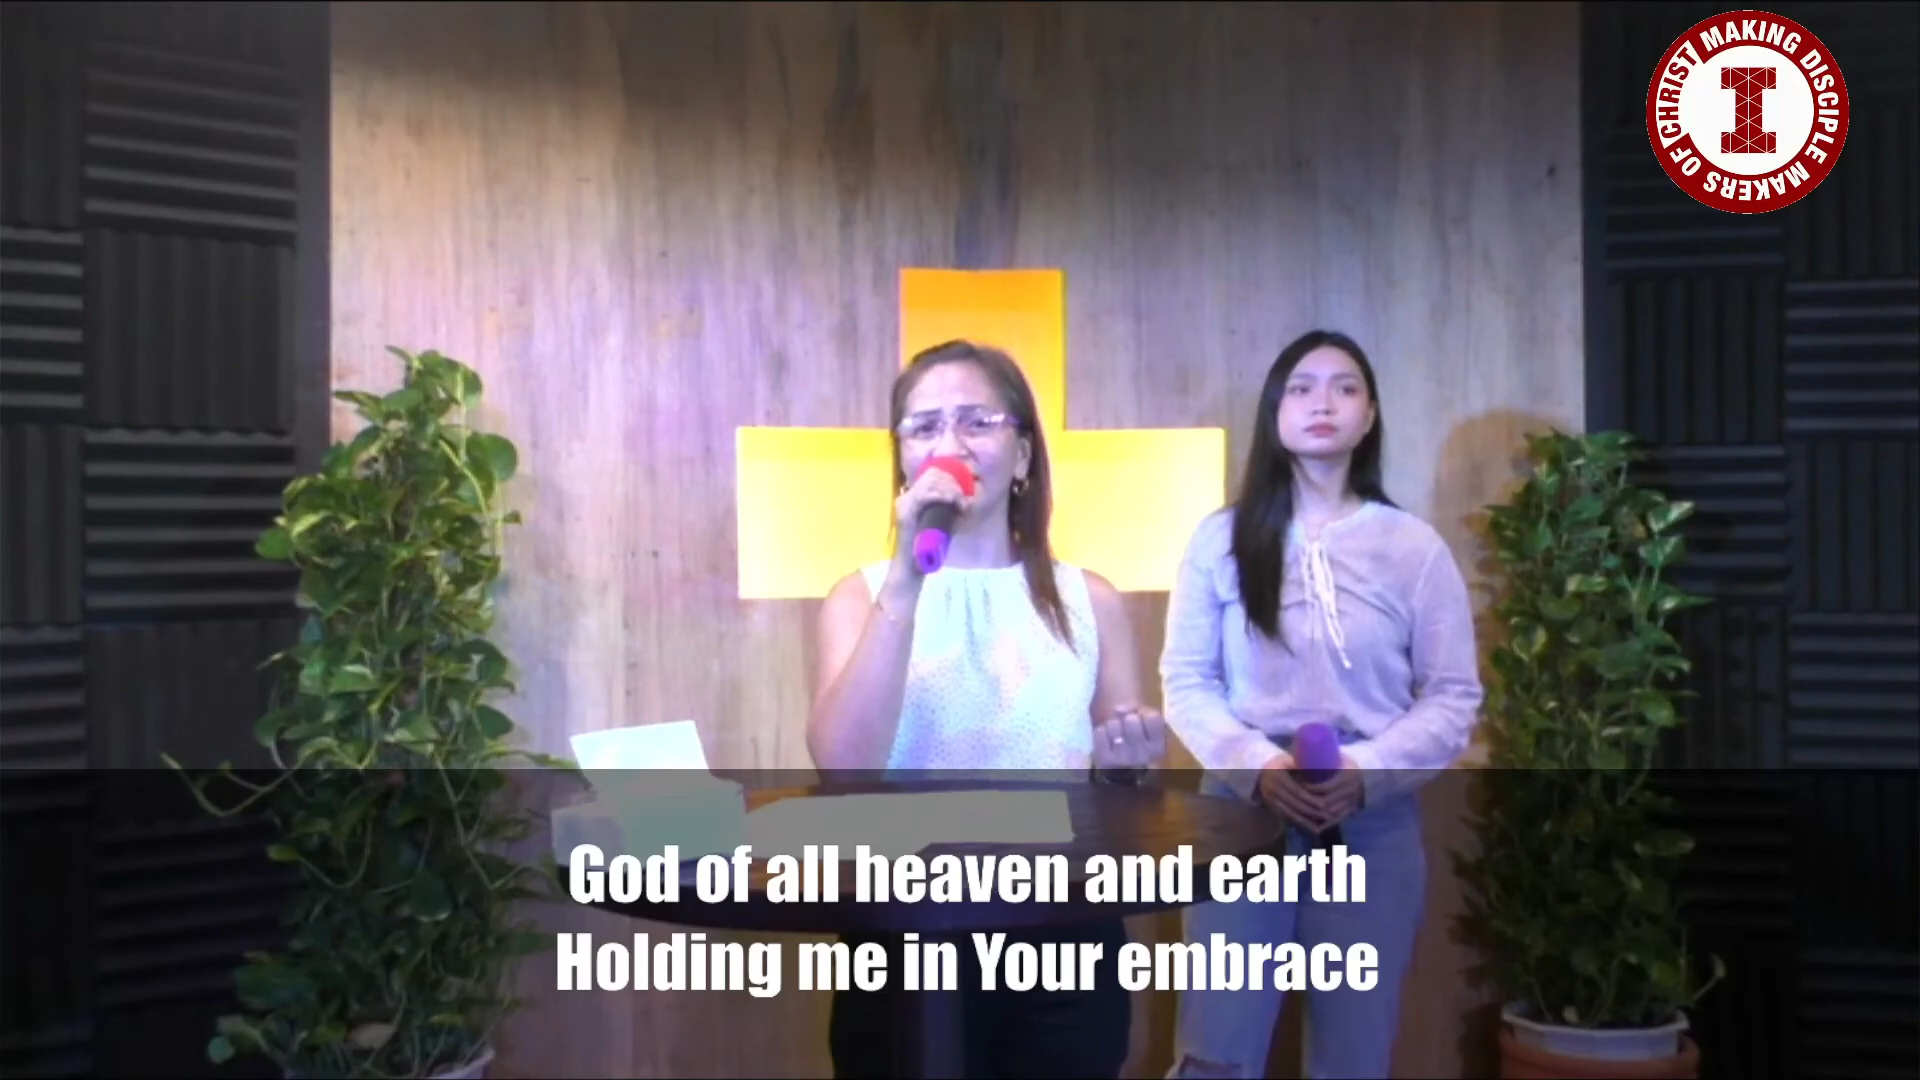 MAKING DISCIPLE MAKERS OF CHRIST
I
God of all heaven and earth
Holding me in Your embrace